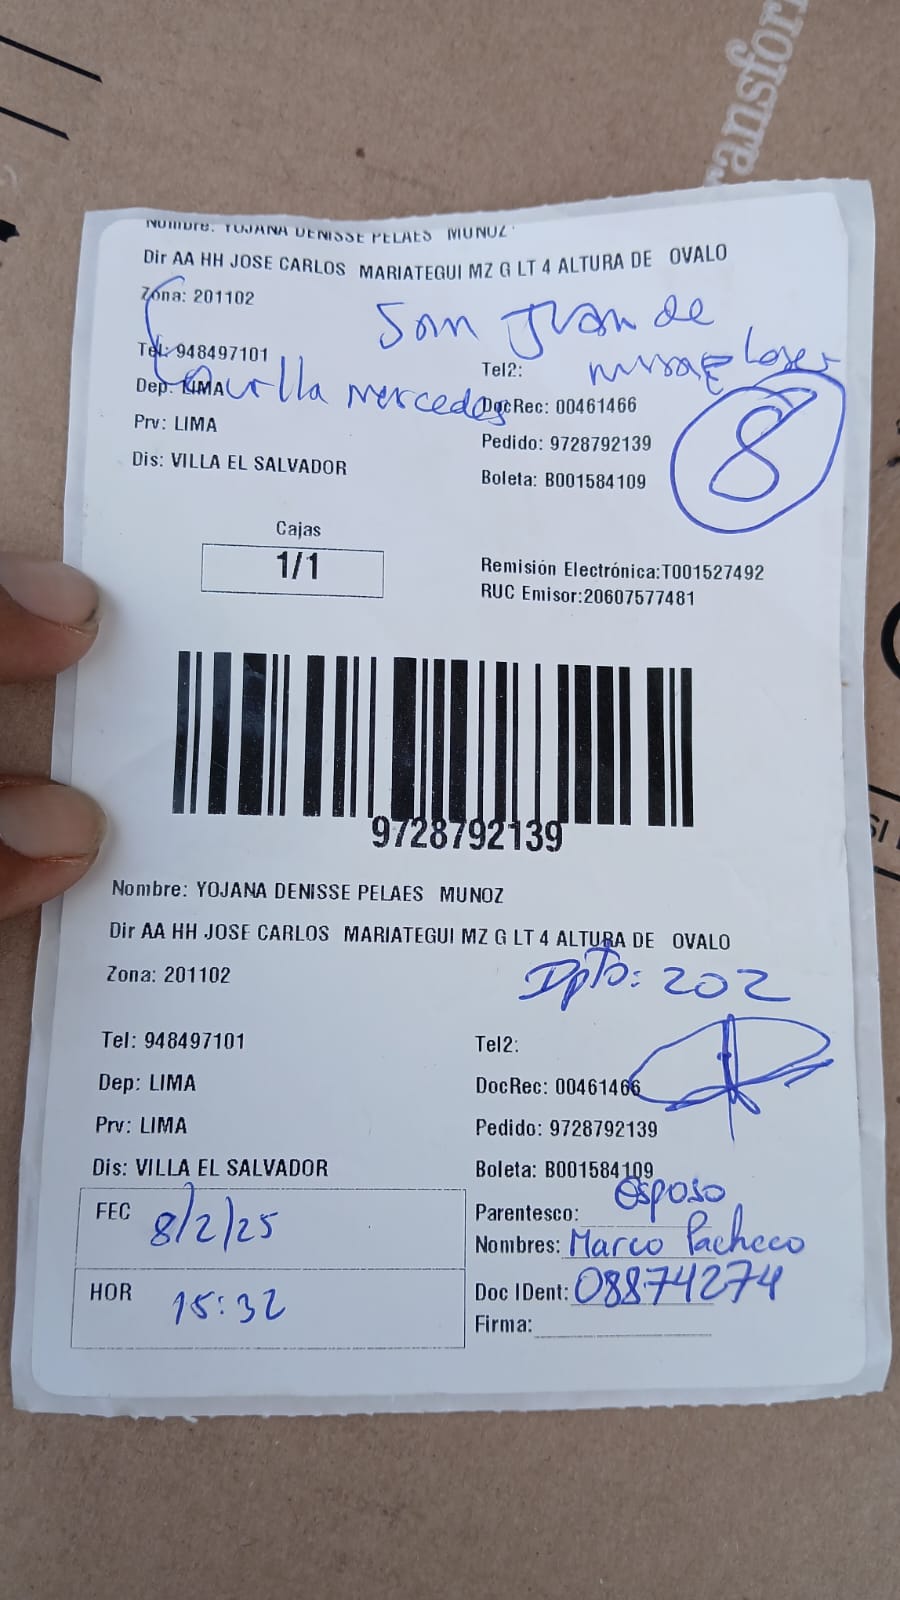 ansfor
Nombre: YOJANA DENISSE PELAES MUNOZ
Dir AA HH JOSE CARLOS MARIATEGUI MZ G LT 4 ALTURA DE OVALO
Zona: 201102
San Juan de
Tel: 948497101
Tel2:
Dep: LIMA
villa Mercedes
DocRec: 00461466
8
Prv: LIMA
Pedido: 9728792139
Dis: VILLA EL SALVADOR
Boleta: B001584109
Cajas
1/1
Remisión Electrónica:T001527492
RUC Emisor:20607577481
9728792139
Nombre: YOJANA DENISSE PELAES MUNOZ
Dir AA HH JOSE CARLOS MARIATEGUI MZ G LT 4 ALTURA DE OVALO
Zona: 201102
Dpto: 202
Tel: 948497101
Tel2:
Dep: LIMA
DocRec: 00461466
Prv: LIMA
Pedido: 9728792139
Dis: VILLA EL SALVADOR
Boleta: B001584109
FEC 8/2/25
Parentesco: esposo
Nombres: Marco Pacheco
HOR 15:32
Doc IDent: 08874274
Firma: